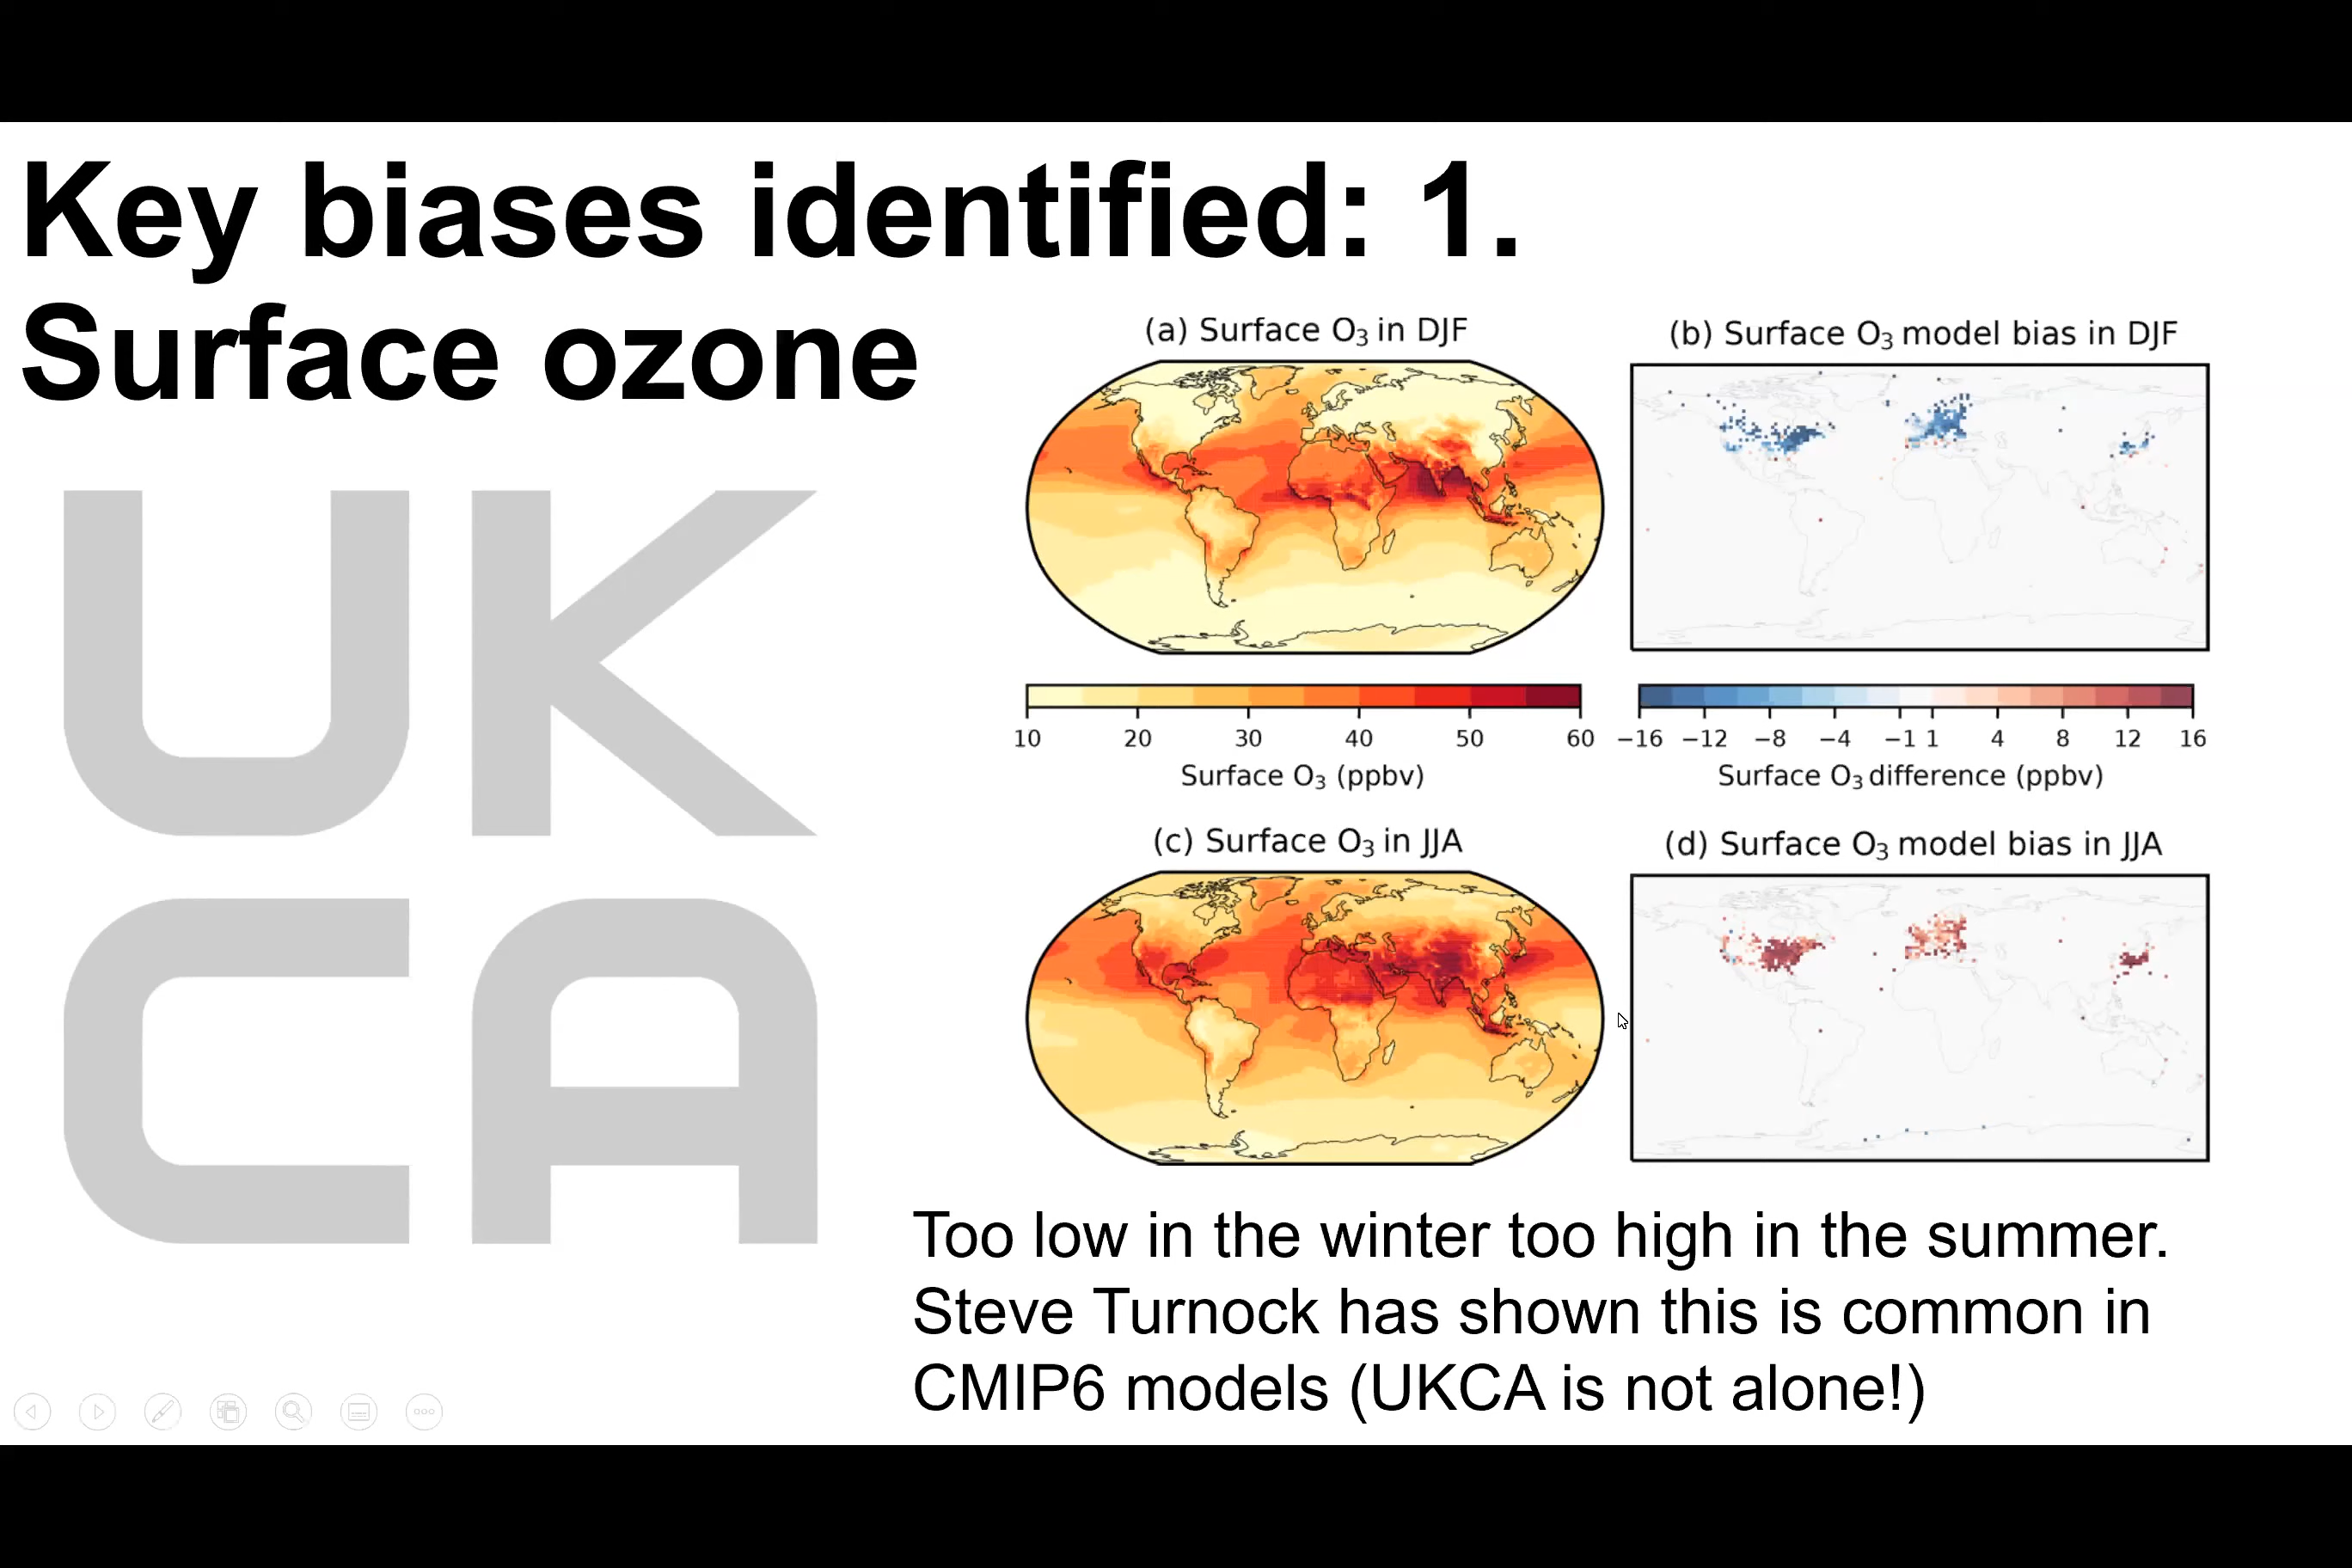 Key biases identified: 1.
Surface ozone
UK
CA
(a) Surface O₃ in DJF
(b) Surface O₃ model bias in DJF
10 20 30 40 50 60
Surface O₃ (ppbv)
−16 −12 −8 −4 −1 1 4 8 12 16
Surface O₃ difference (ppbv)
(c) Surface O₃ in JJA
(d) Surface O₃ model bias in JJA
Too low in the winter too high in the summer.
Steve Turnock has shown this is common in
CMIP6 models (UKCA is not alone!)